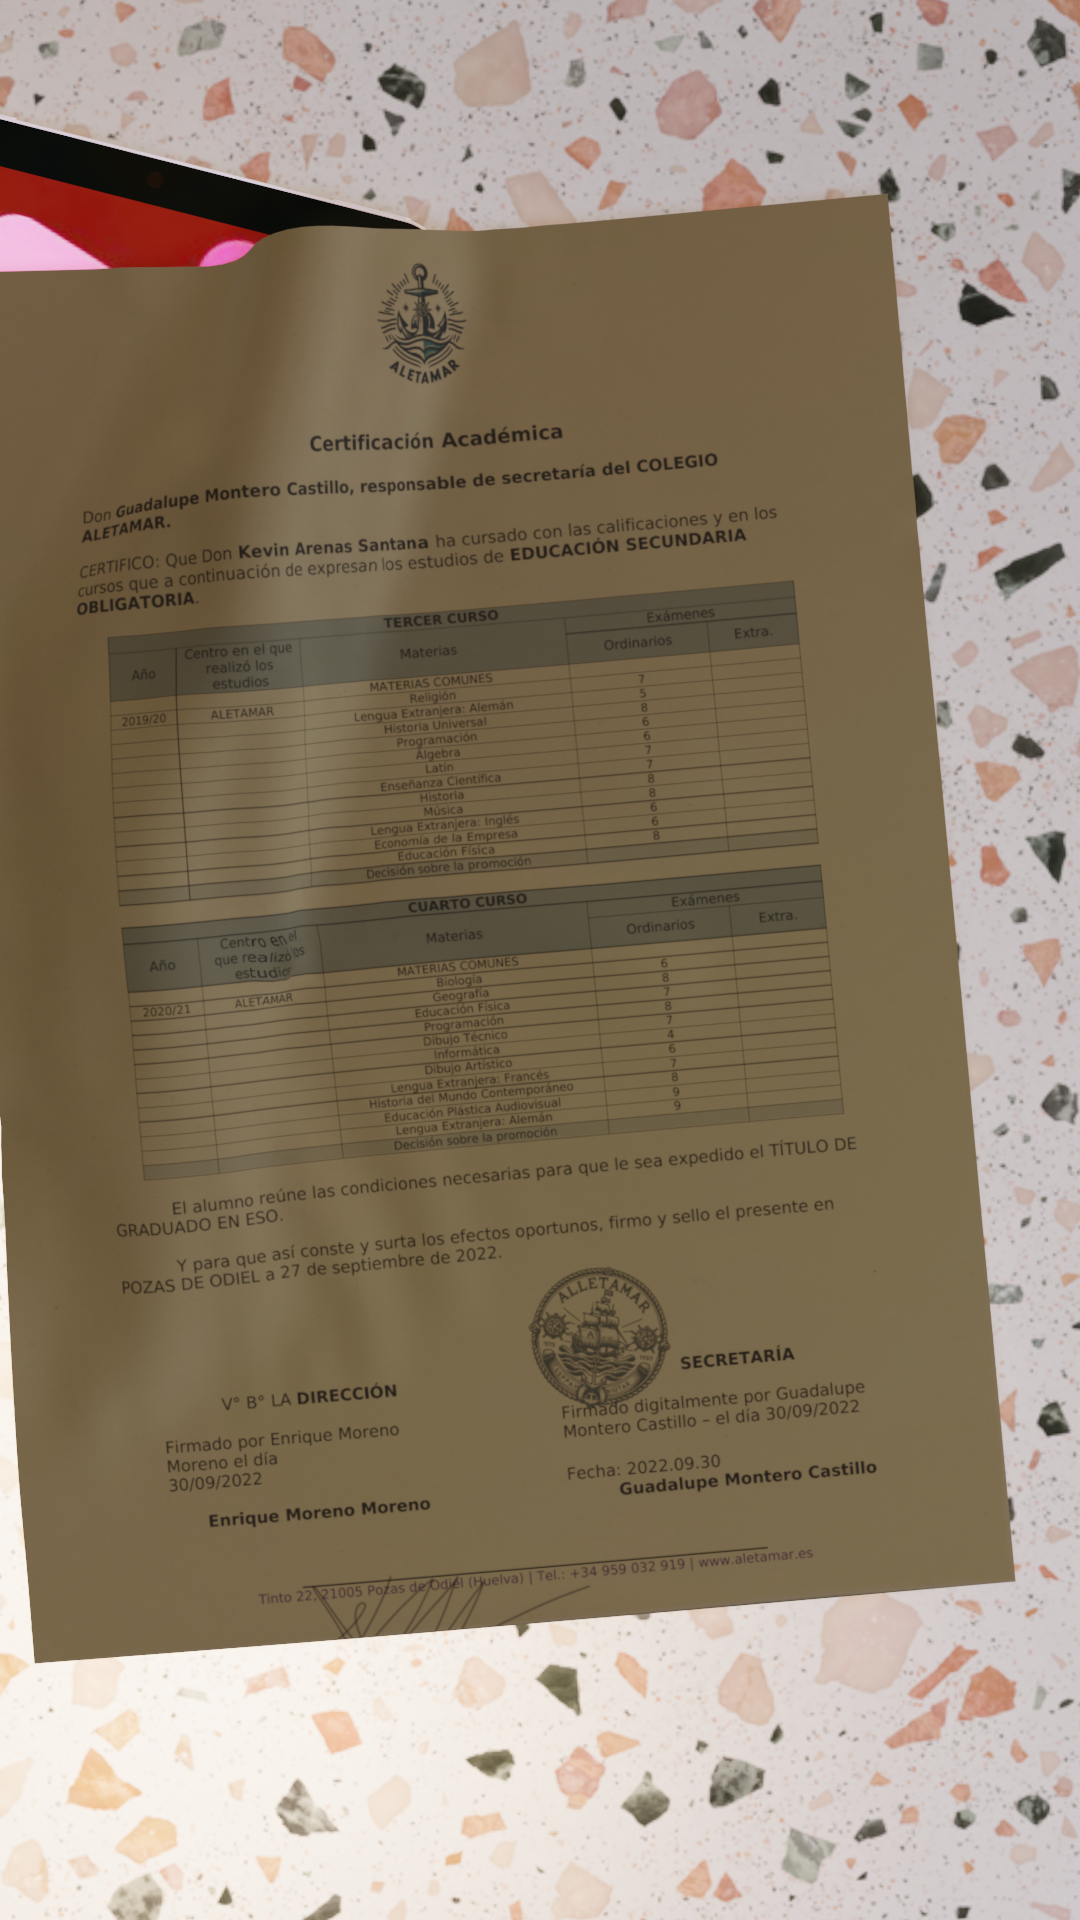 ALETAMAR
Certificación Académica
Don Guadalupe Montero Castillo, responsable de secretaría del COLEGIO
ALETAMAR.
CERTIFICO: Que Don Kevin Arenas Santana ha cursado con las calificaciones y en los
cursos que a continuación de expresan los estudios de EDUCACIÓN SECUNDARIA
OBLIGATORIA.
TERCER CURSO
Año Centro en el que realizó los estudios Materias Exámenes
Ordinarios Extra.
MATERIAS COMUNES
2019/20 ALETAMAR Religión 7
Lengua Extranjera: Alemán 5
Historia Universal 8
Programación 6
Álgebra 6
Latín 7
Enseñanza Científica 7
Historia 8
Música 8
Lengua Extranjera: Inglés 6
Economía de la Empresa 6
Educación Física 8
Decisión sobre la promoción
CUARTO CURSO
Año Centro en el que realizó los estudios Materias Exámenes
Ordinarios Extra.
MATERIAS COMUNES
2020/21 ALETAMAR Biología 6
Geografía 8
Educación Física 7
Programación 8
Dibujo Técnico 7
Informática 4
Dibujo Artístico 6
Lengua Extranjera: Francés 7
Historia del Mundo Contemporáneo 8
Educación Plástica Audiovisual 9
Lengua Extranjera: Alemán 9
Decisión sobre la promoción
El alumno reúne las condiciones necesarias para que le sea expedido el TÍTULO DE
GRADUADO EN ESO.
Y para que así conste y surta los efectos oportunos, firmo y sello el presente en
POZAS DE ODIEL a 27 de septiembre de 2022.
ALLETAMAR
V° B° LA DIRECCIÓN
SECRETARÍA
Firmado por Enrique Moreno
Moreno el día
30/09/2022
Enrique Moreno Moreno
Firmado digitalmente por Guadalupe
Montero Castillo – el día 30/09/2022
Fecha: 2022.09.30
Guadalupe Montero Castillo
Tinto 22, 21005 Pozas de Odiel (Huelva) | Tel.: +34 959 032 919 | www.aletamar.es